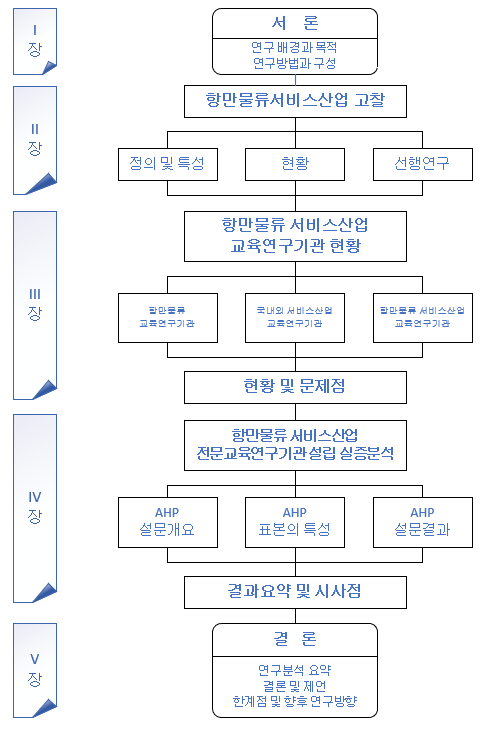 I
장
서 론
연구 배경과 목적
연구방법과 구성
II
장
항만물류서비스산업 고찰
정의 및 특성
현황
선행연구
III
장
항만물류 서비스산업
교육연구기관 현황
항만물류
교육연구기관
국내외 서비스산업
교육연구기관
항만물류 서비스산업
교육연구기관
현황 및 문제점
IV
장
항만물류 서비스산업
전문교육연구기관 설립 실증분석
AHP
설문개요
AHP
표본의 특성
AHP
설문결과
결과요약 및 시사점
V
장
결 론
연구분석 요약
결론 및 제언
한계점 및 향후 연구방향